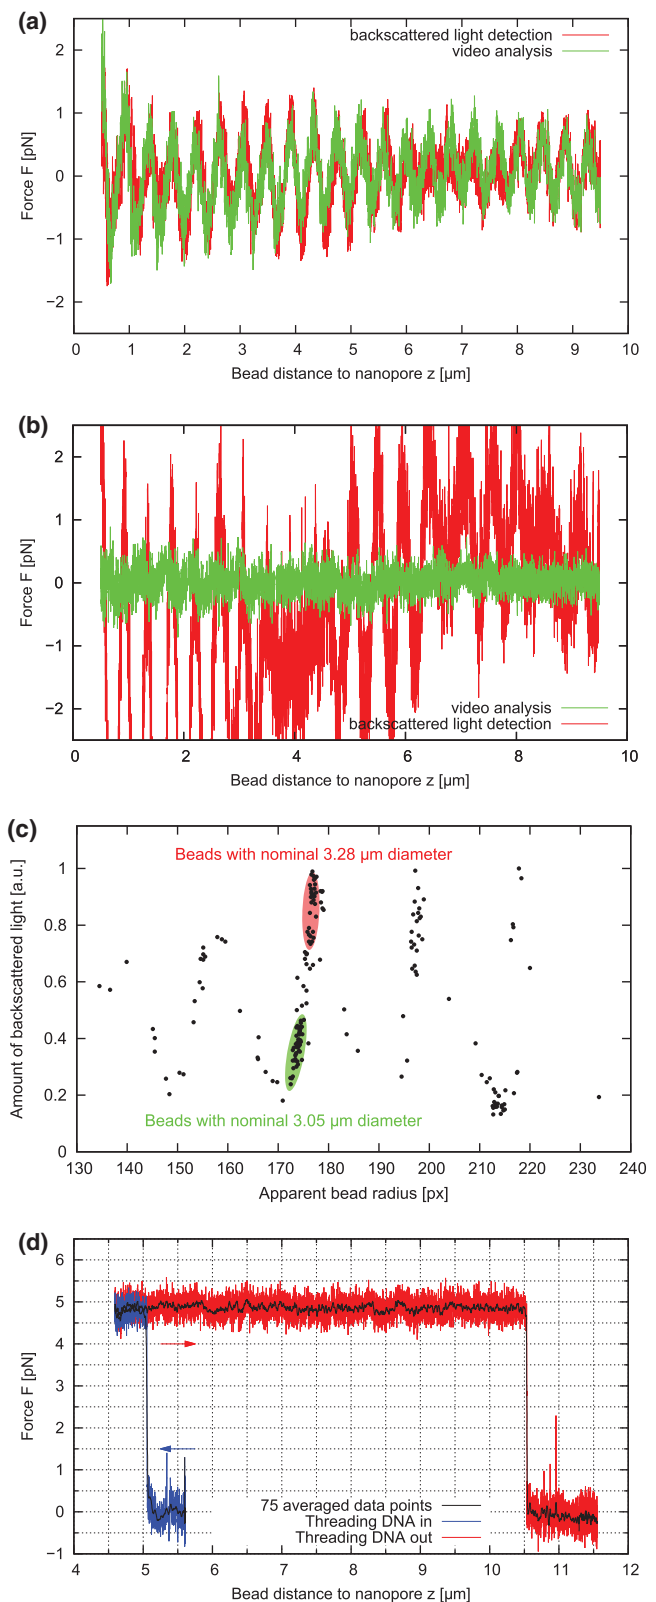 (a)
backscattered light detection
video analysis
2
1
0
−1
−2
Force F [pN]
0 1 2 3 4 5 6 7 8 9 10
Bead distance to nanopore z [µm]
(b)
2
1
0
−1
−2
Force F [pN]
video analysis
backscattered light detection
0 2 4 6 8 10
Bead distance to nanopore z [µm]
(c)
Beads with nominal 3.28 µm diameter
1
0.8
0.6
0.4
0.2
0
Amount of backscattered light [a.u.]
Beads with nominal 3.05 µm diameter
130 140 150 160 170 180 190 200 210 220 230 240
Apparent bead radius [px]
(d)
6
5
4
3
2
1
0
−1
Force F [pN]
75 averaged data points
Threading DNA in
Threading DNA out
4 5 6 7 8 9 10 11 12
Bead distance to nanopore z [µm]